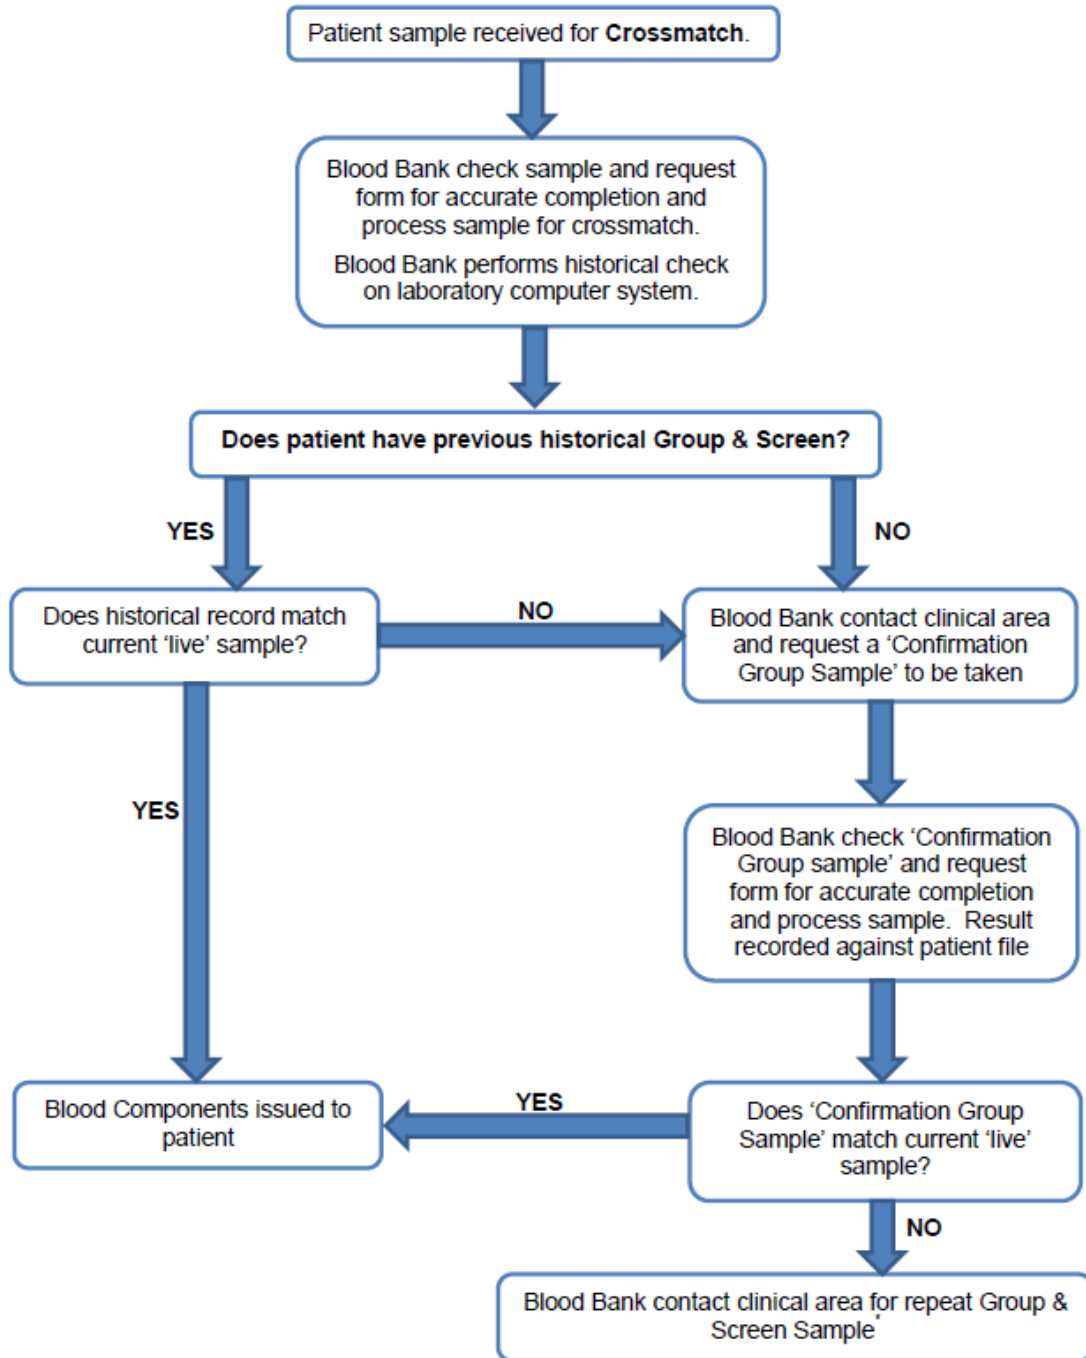 Patient sample received for Crossmatch.
Blood Bank check sample and request
form for accurate completion and
process sample for crossmatch.
Blood Bank performs historical check
on laboratory computer system.
Does patient have previous historical Group & Screen?
YES
NO
Does historical record match
current ‘live’ sample?
NO
Blood Bank contact clinical area
and request a ‘Confirmation
Group Sample’ to be taken
YES
Blood Bank check ‘Confirmation
Group sample’ and request
form for accurate completion
and process sample. Result
recorded against patient file
Blood Components issued to
patient
YES
Does ‘Confirmation Group
Sample’ match current ‘live’
sample?
NO
Blood Bank contact clinical area for repeat Group &
Screen Sample*